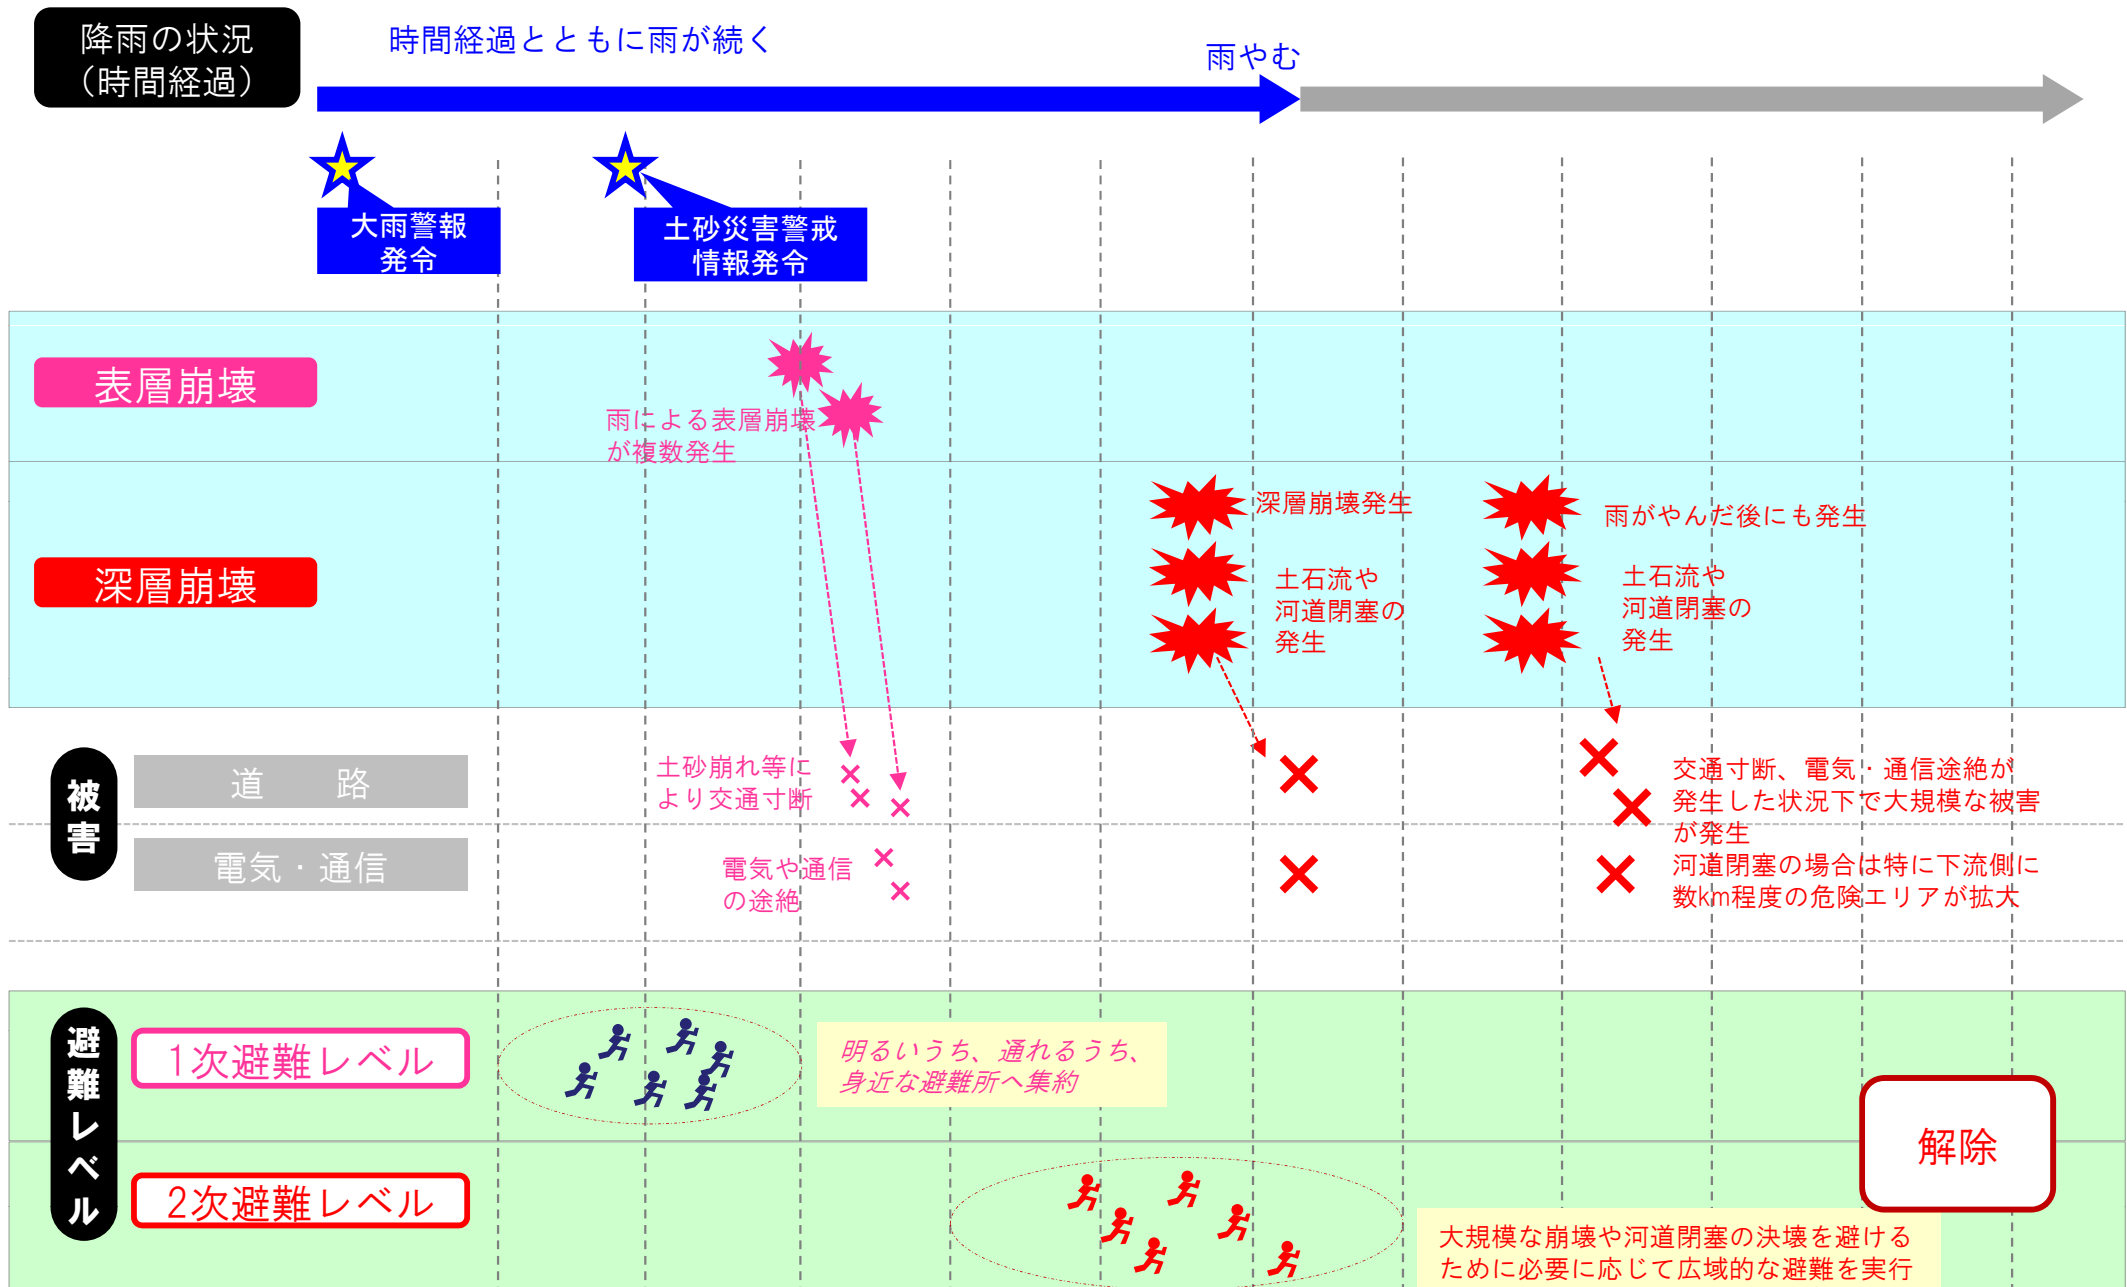 降雨の状況
（時間経過）
時間経過とともに雨が続く
雨やむ
大雨警報
発令
土砂災害警戒
情報発令
表層崩壊
雨による表層崩壊
が複数発生
深層崩壊
深層崩壊発生
土石流や
河道閉塞の
発生
雨がやんだ後にも発生
土石流や
河道閉塞の
発生
被害
道　路
土砂崩れ等に
より交通寸断
電気・通信
電気や通信
の途絶
交通寸断、電気・通信途絶が
発生した状況下で大規模な被害
が発生
河道閉塞の場合は特に下流側に
数km程度の危険エリアが拡大
避難レベル
1次避難レベル
明るいうち、通れるうち、
身近な避難所へ集約
解除
2次避難レベル
大規模な崩壊や河道閉塞の決壊を避ける
ために必要に応じて広域的な避難を実行